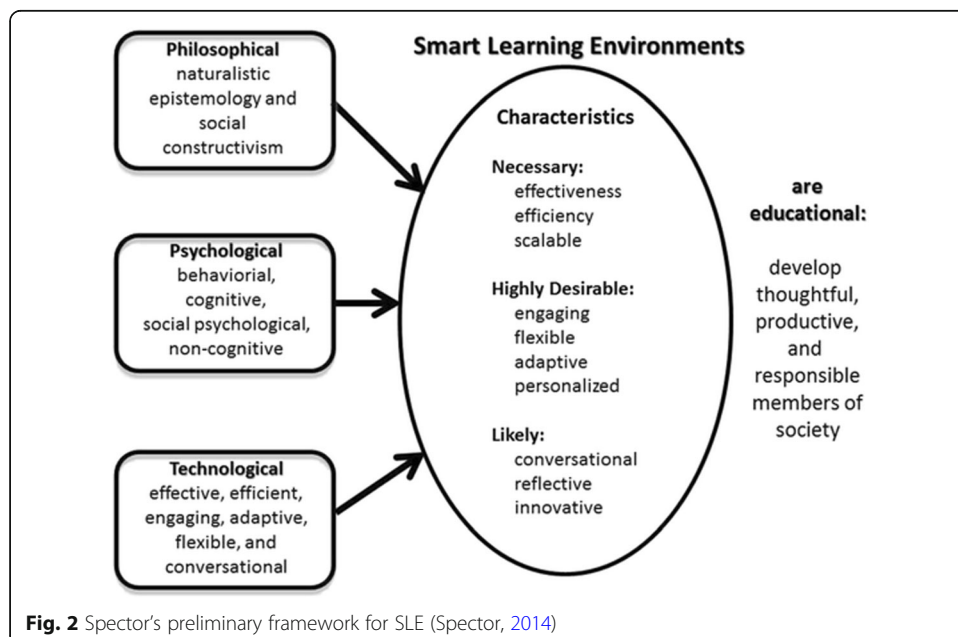 Smart Learning Environments
Philosophical
naturalistic
epistemology and
social
constructivism
Psychological
behaviorial,
cognitive,
social psychological,
non-cognitive
Technological
effective, efficient,
engaging, adaptive,
flexible, and
conversational
Characteristics
Necessary:
effectiveness
efficiency
scalable
Highly Desirable:
engaging
flexible
adaptive
personalized
Likely:
conversational
reflective
innovative
are
educational:
develop
thoughtful,
productive,
and
responsible
members of
society
Fig. 2 Spector’s preliminary framework for SLE (Spector, 2014)